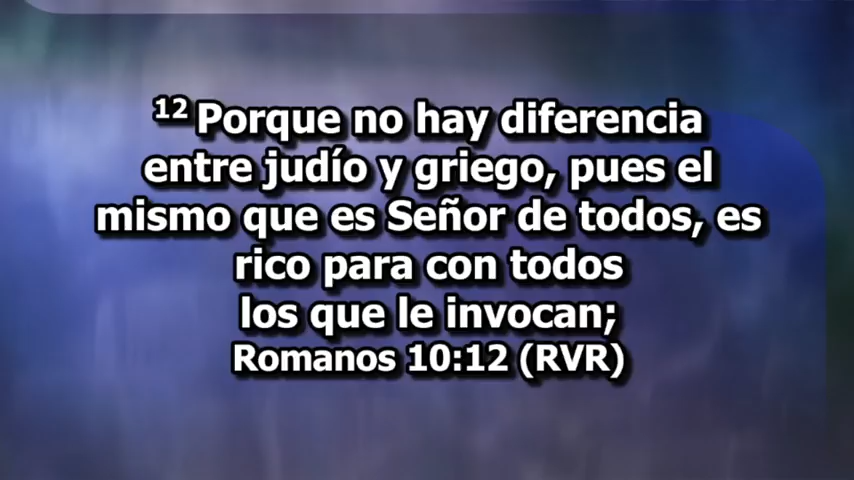 12 Porque no hay diferencia
entre judío y griego, pues el
mismo que es Señor de todos, es
rico para con todos
los que le invocan;
Romanos 10:12 (RVR)